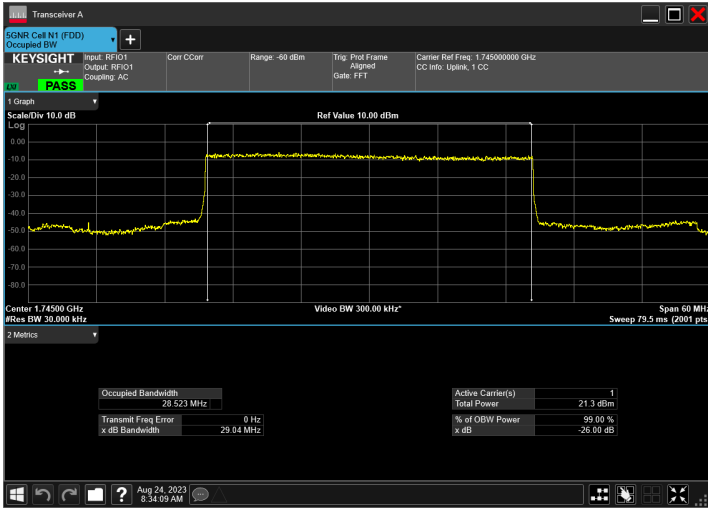 Transceiver A
5GNR Cell N1 (FDD)
Occupied BW
KEYSIGHT
LXI
PASS
Input: RFIO1
Output: RFIO1
Coupling: AC
Corr CCorr
Range: -60 dBm
Trig: Prot Frame
Aligned
Gate: FFT
Carrier Ref Freq: 1.745000000 GHz
CC Info: Uplink, 1 CC
1 Graph
Scale/Div 10.0 dB
Ref Value 10.00 dBm
Log
0.00
-10.0
-20.0
-30.0
-40.0
-50.0
-60.0
-70.0
-80.0
Center 1.74500 GHz
Video BW 300.00 kHz*
Span 60 MHz
#Res BW 30.000 kHz
Sweep 79.5 ms (2001 pts
2 Metrics
Occupied Bandwidth
28.523 MHz
Transmit Freq Error 0 Hz
x dB Bandwidth 29.04 MHz
Active Carrier(s) 1
Total Power 21.3 dBm
% of OBW Power 99.00 %
x dB -26.00 dB
Aug 24, 2023
8:34:09 AM